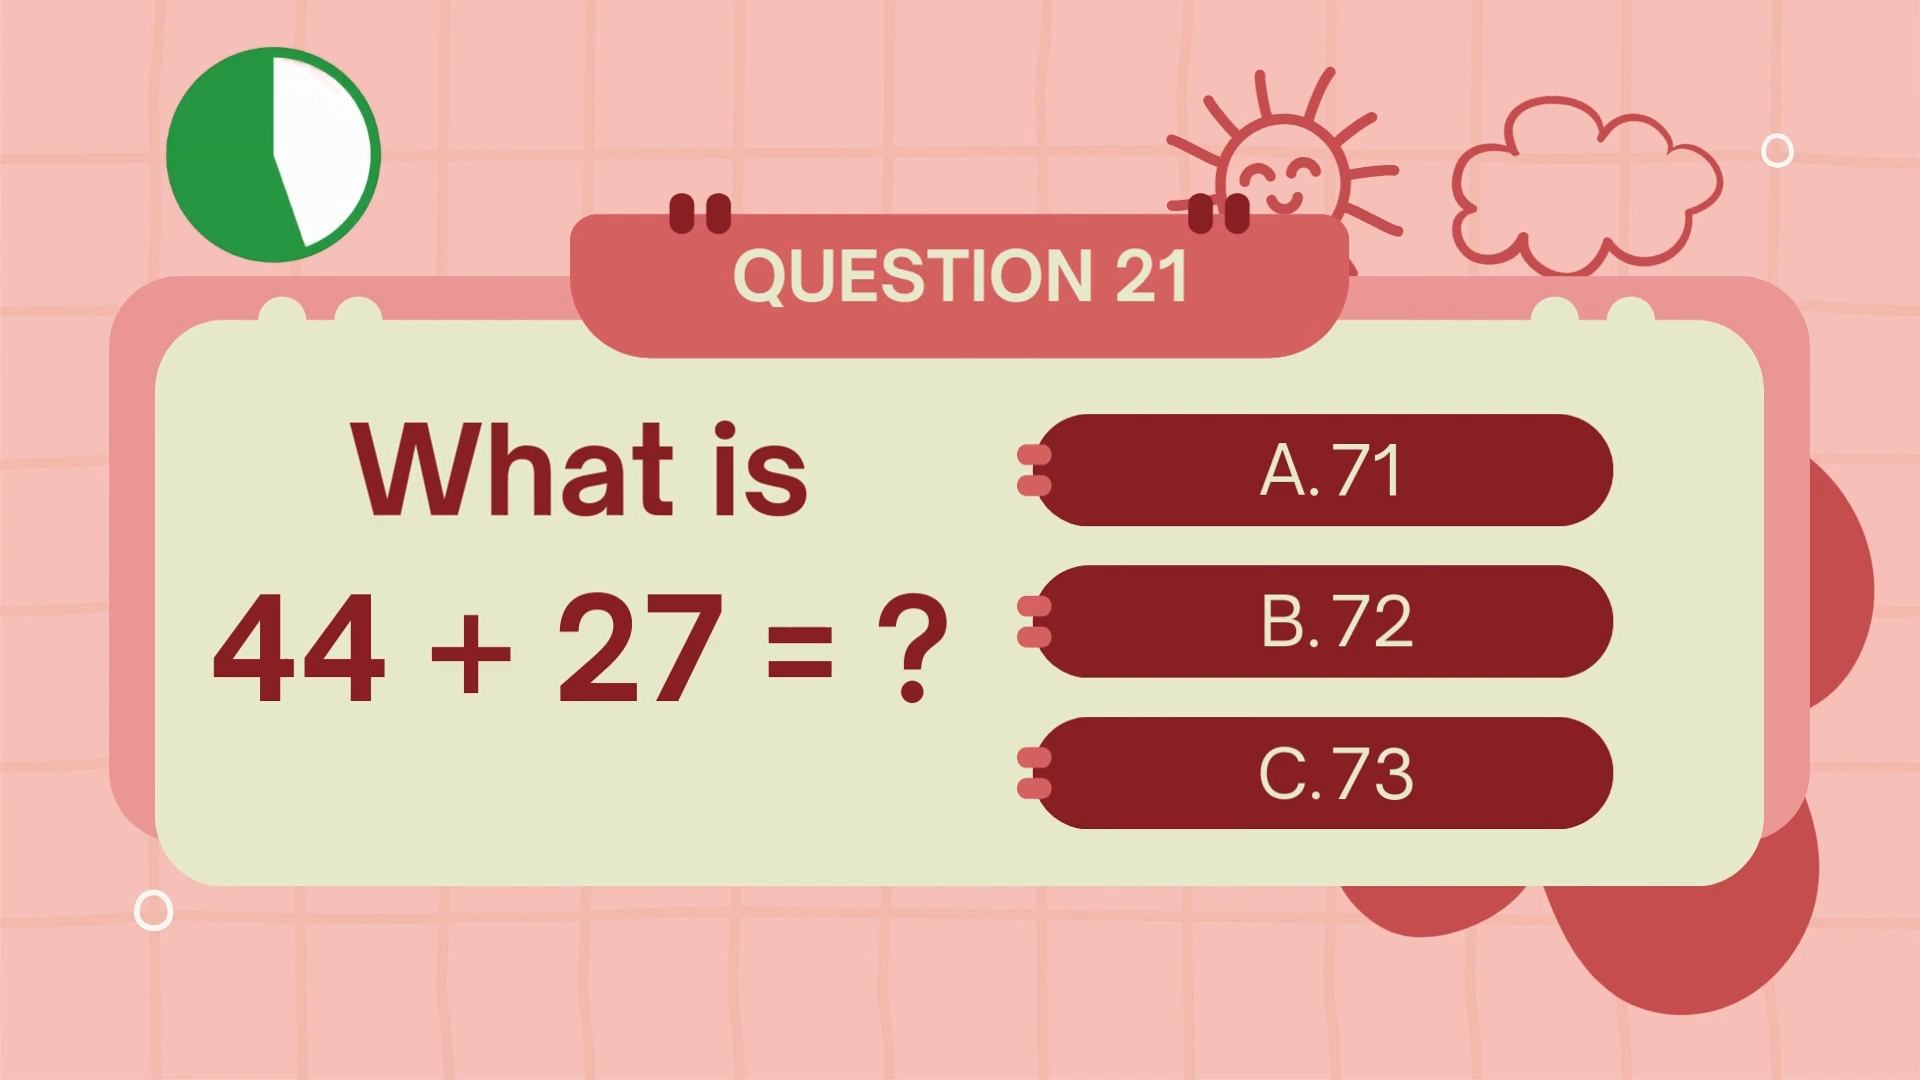 QUESTION 21
What is
44 + 27 = ?
A. 71
B. 72
C. 73